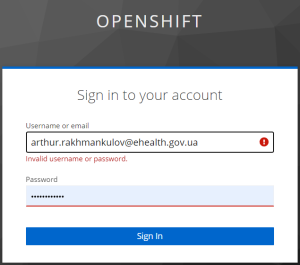 OPENSHIFT
Sign in to your account
Username or email
arthur.rakhmankulov@ehealth.gov.ua
Invalid username or password.
Password
••••••••••••
Sign In